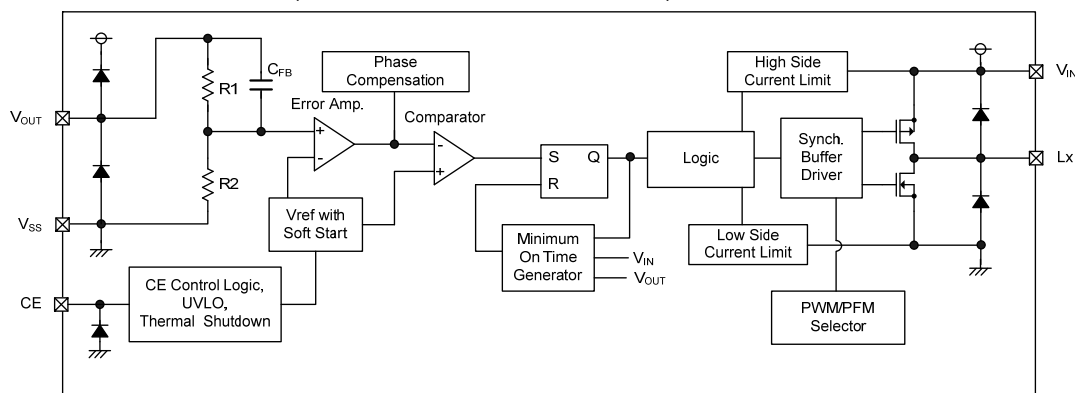 Phase
Compensation
High Side
Current Limit
CFB
R1
VIN
Error Amp.
Comparator
VOUT
+
-
-
+
S
Q
R
Logic
Synch.
Buffer
Driver
Lx
R2
VSS
Vref with
Soft Start
Minimum
On Time
Generator
VIN
VOUT
Low Side
Current Limit
CE
CE Control Logic,
UVLO,
Thermal Shutdown
PWM/PFM
Selector